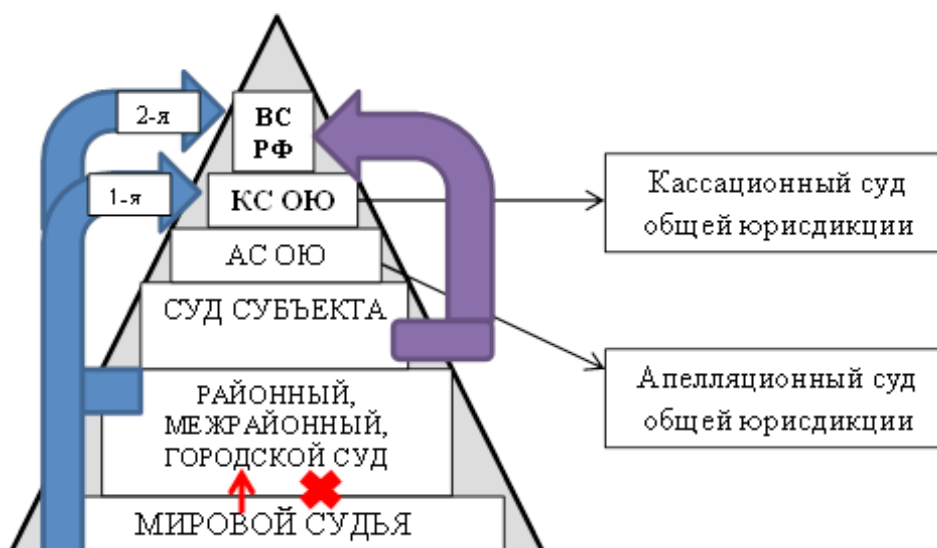 2-я
ВС
РФ
1-я
КС ОЮ
Кассационный суд
общей юрисдикции
АС ОЮ
СУД СУБЪЕКТА
Апелляционный суд
общей юрисдикции
РАЙОННЫЙ,
МЕЖРАЙОННЫЙ,
ГОРОДСКОЙ СУД
МИРОВОЙ СУДЬЯ